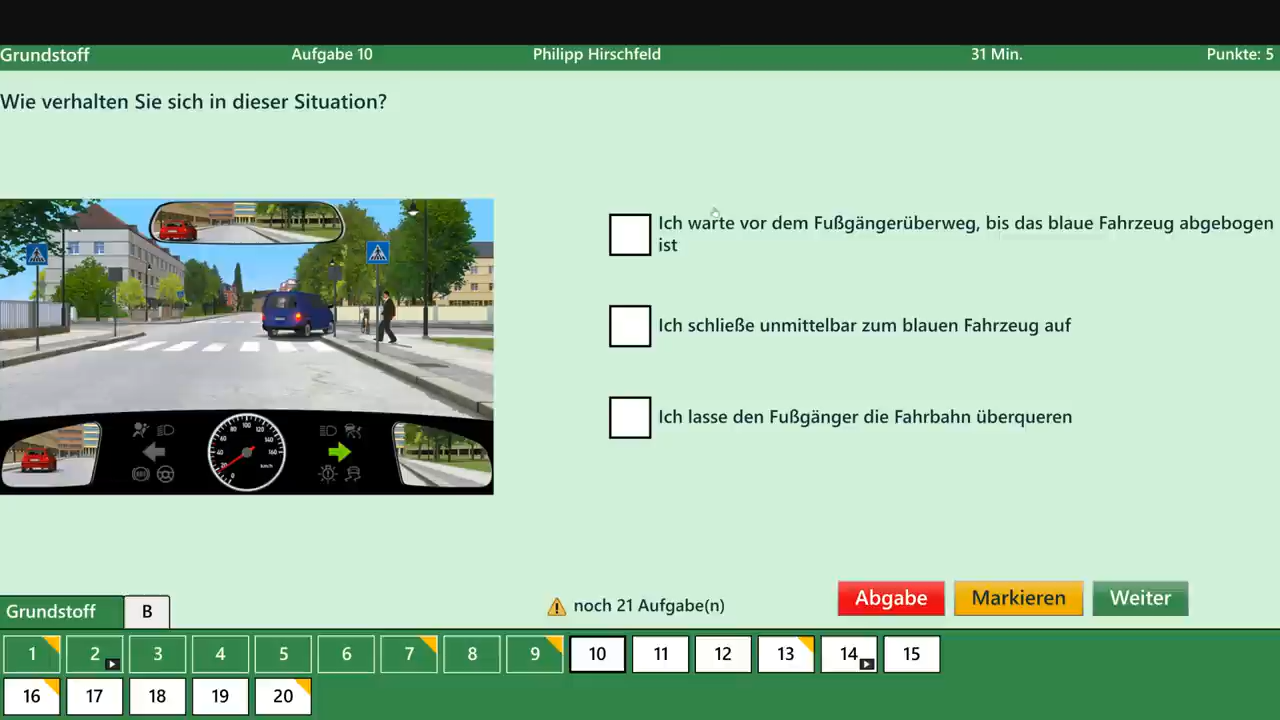 Grundstoff Aufgabe 10 Philipp Hirschfeld 31 Min. Punkte: 5
Wie verhalten Sie sich in dieser Situation?
Ich warte vor dem Fußgängerüberweg, bis das blaue Fahrzeug abgebogen
ist
Ich schließe unmittelbar zum blauen Fahrzeug auf
Ich lasse den Fußgänger die Fahrbahn überqueren
Grundstoff B noch 21 Aufgabe(n) Abgabe Markieren Weiter
1 2 3 4 5 6 7 8 9 10 11 12 13 14 15
16 17 18 19 20